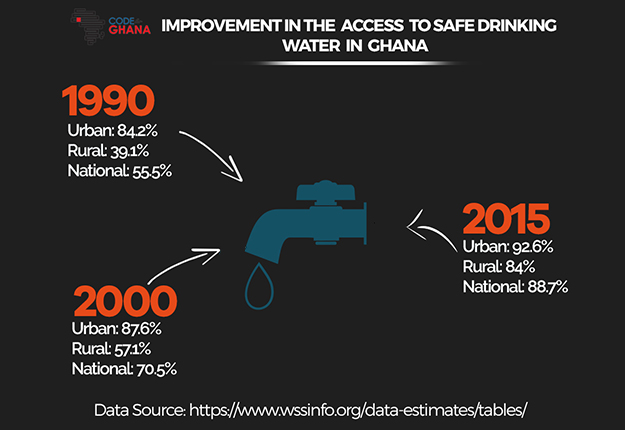 CODE for
GHANA
IMPROVEMENT IN THE ACCESS TO SAFE DRINKING
WATER IN GHANA
1990
Urban: 84.2%
Rural: 39.1%
National: 55.5%
2015
Urban: 92.6%
Rural: 84%
National: 88.7%
2000
Urban: 87.6%
Rural: 57.1%
National: 70.5%
Data Source: https://www.wssinfo.org/data-estimates/tables/